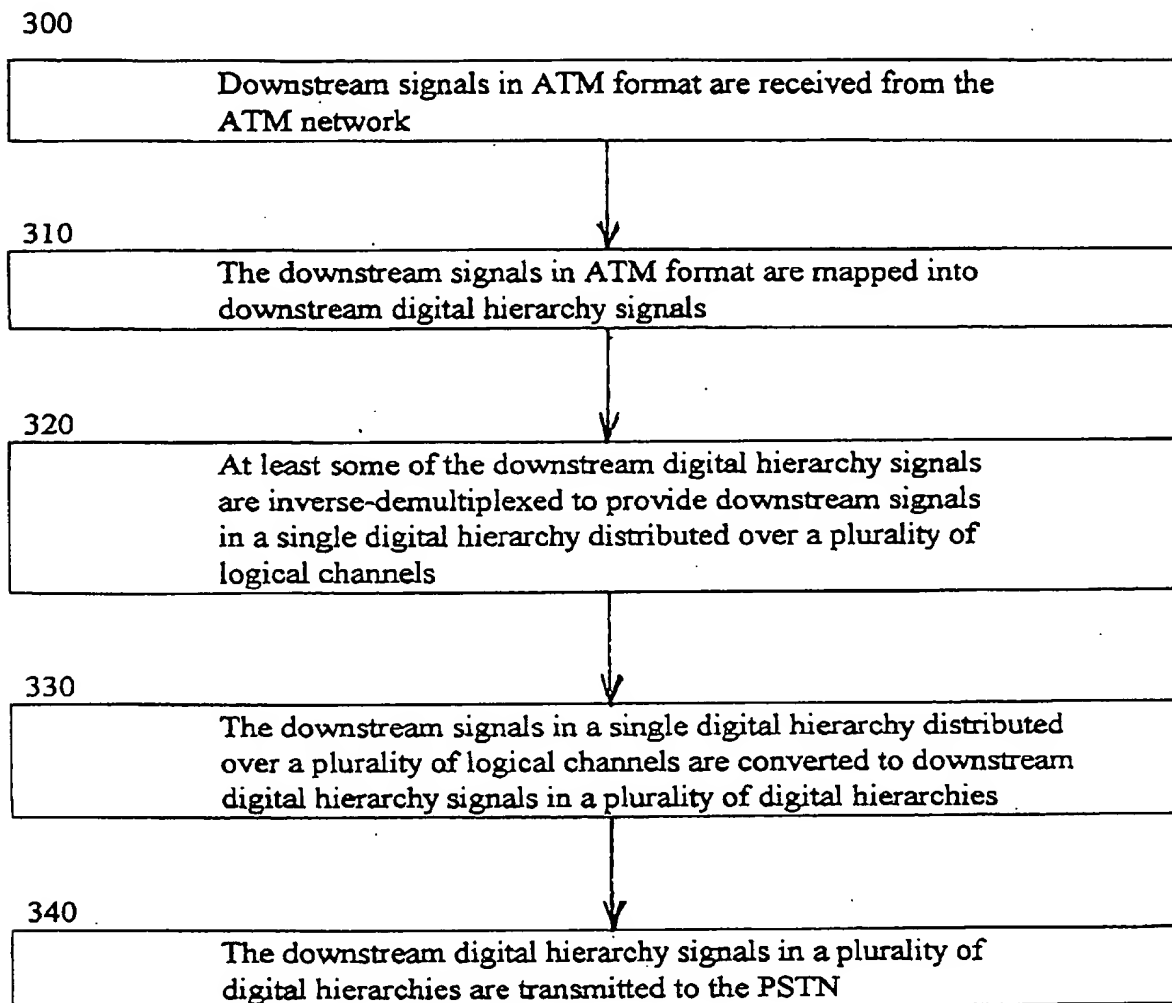 300
Downstream signals in ATM format are received from the
ATM network
310
The downstream signals in ATM format are mapped into
downstream digital hierarchy signals
320
At least some of the downstream digital hierarchy signals
are inverse-demultiplexed to provide downstream signals
in a single digital hierarchy distributed over a plurality of
logical channels
330
The downstream signals in a single digital hierarchy distributed
over a plurality of logical channels are converted to downstream
digital hierarchy signals in a plurality of digital hierarchies
340
The downstream digital hierarchy signals in a plurality of
digital hierarchies are transmitted to the PSTN